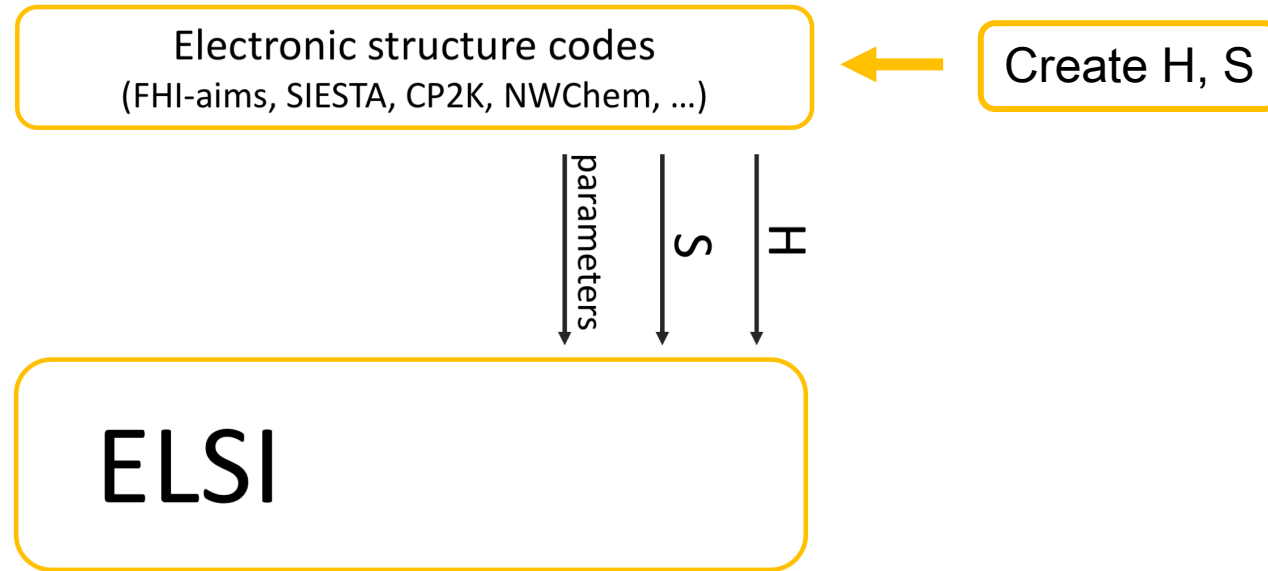 Electronic structure codes
(FHI-aims, SIESTA, CP2K, NWChem, …)
Create H, S
parameters
S
H
ELSI